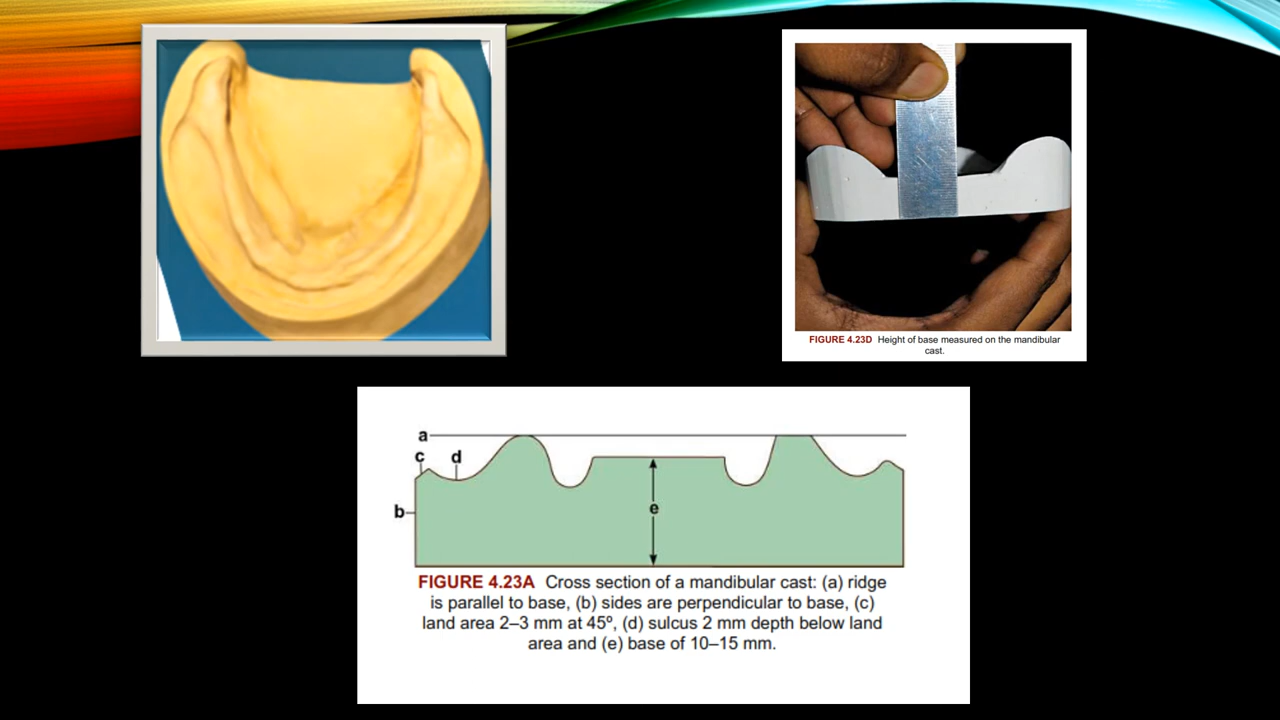 FIGURE 4.23D Height of base measured on the mandibular
cast.
a
c d
b
e
FIGURE 4.23A Cross section of a mandibular cast: (a) ridge
is parallel to base, (b) sides are perpendicular to base, (c)
land area 2–3 mm at 45º, (d) sulcus 2 mm depth below land
area and (e) base of 10–15 mm.